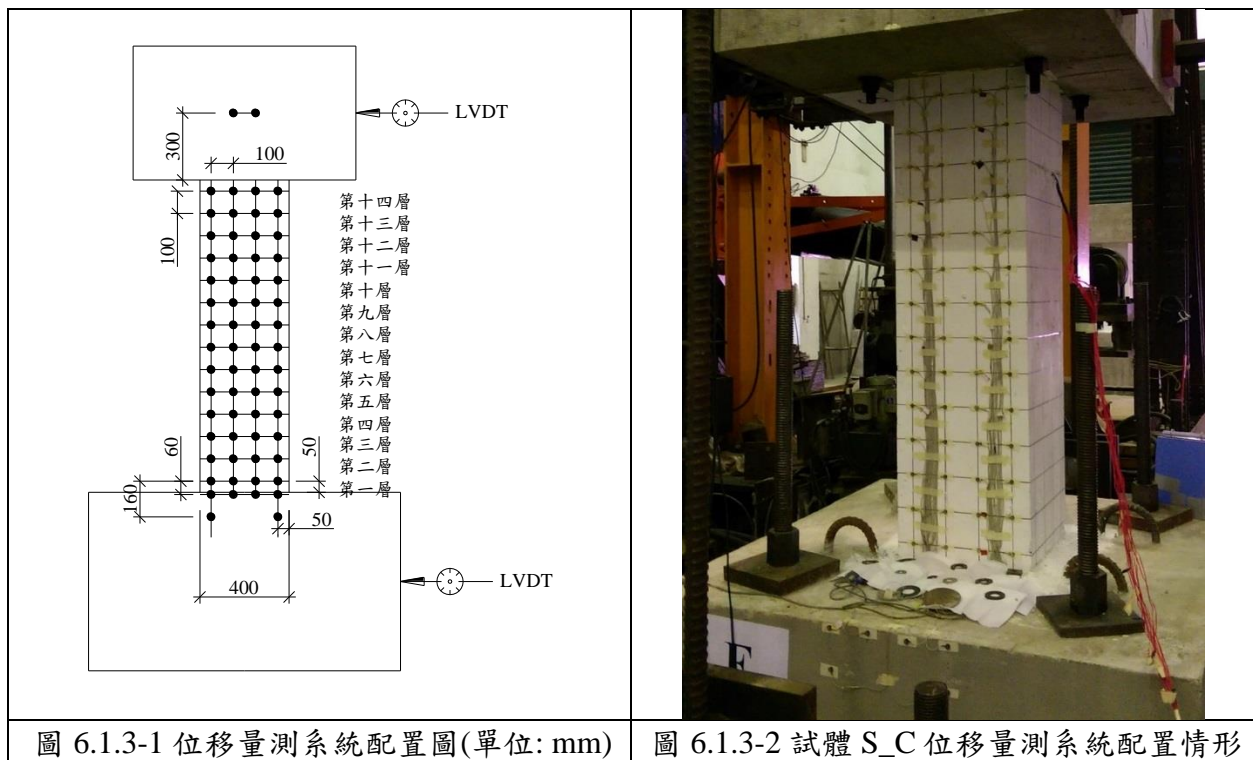 LVDT
300
100
第十四層
第十三層
第十二層
100
第十一層
第十層
第九層
第八層
第七層
第六層
第五層
第四層
60
第三層
50
第二層
160
第一層
50
400
LVDT
F
圖 6.1.3-1 位移量測系統配置圖(單位: mm)
圖 6.1.3-2 試體 S_C 位移量測系統配置情形